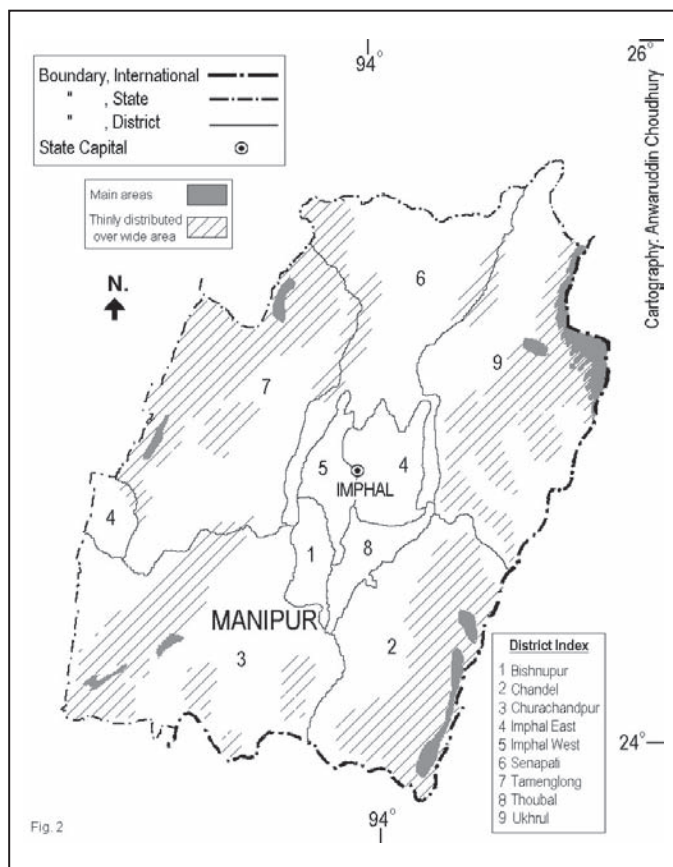 94°
26°
Boundary, International
" , State
" , District
State Capital
Main areas
Thinly distributed
over wide area
N.
Cartography: Anwaruddin Choudhury
6
9
7
5
4
IMPHAL
4
1
8
MANIPUR
2
3
District Index
1 Bishnupur
2 Chandel
3 Churachandpur
4 Imphal East
5 Imphal West
6 Senapati
7 Tamenglong
8 Thoubal
9 Ukhrul
24°
Fig. 2
94°